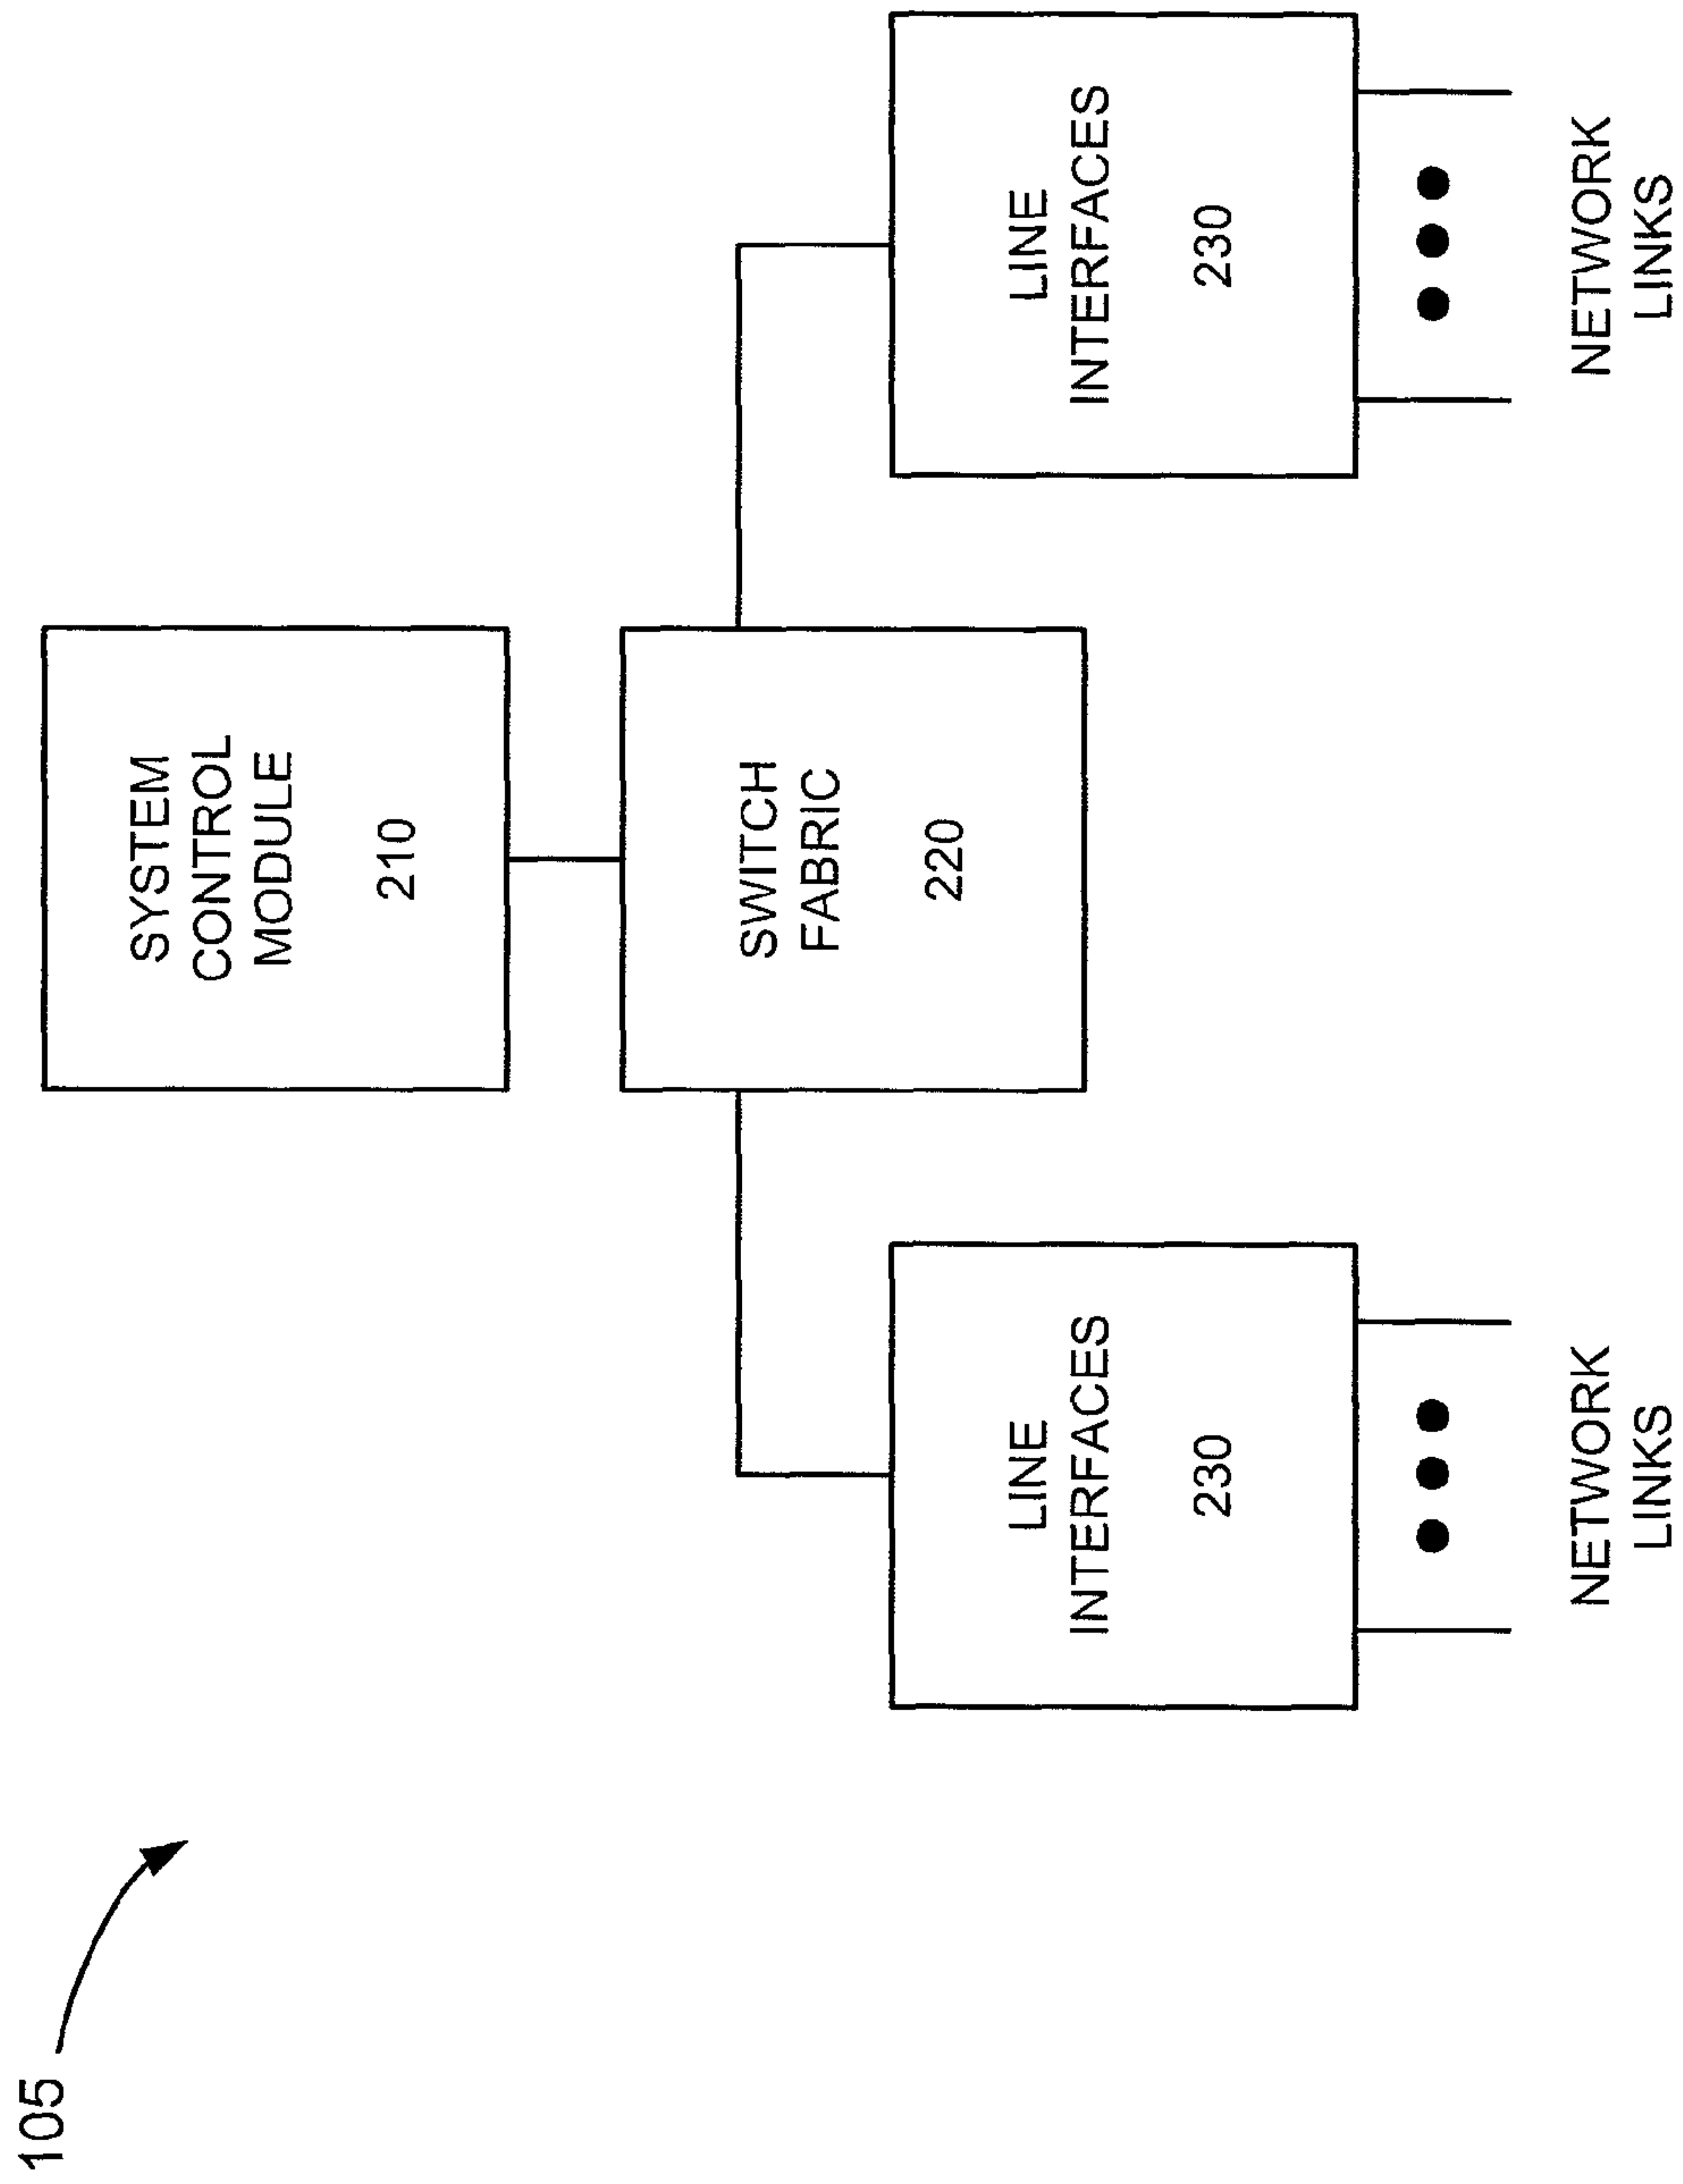 105
SYSTEM
CONTROL
MODULE
210
SWITCH
FABRIC
220
LINE
INTERFACES
230
NETWORK
LINKS
LINE
INTERFACES
230
NETWORK
LINKS